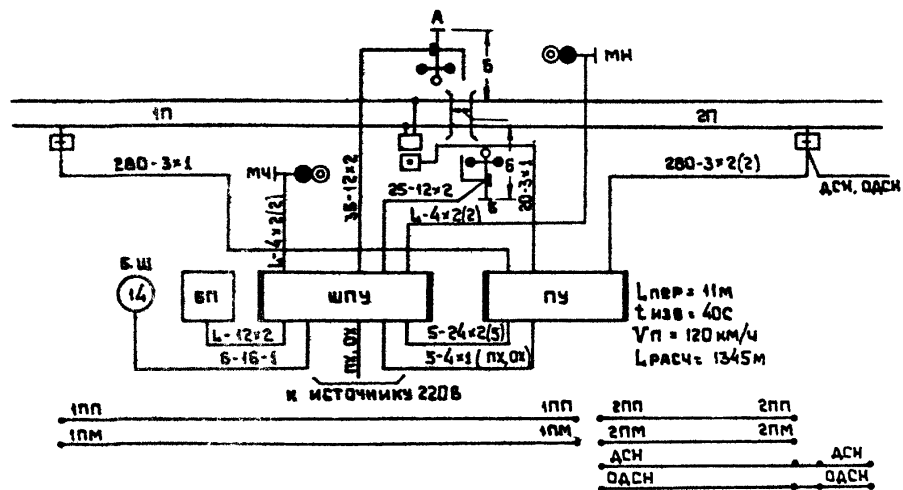 А
Б
МН
1П
2П
280-3×1
МЧ
L-4×2(2)
38-12×2
25-12×2
L-4×2(2)
Б
Б
20-3×1
280-3×2(2)
ДСН, ОДСН
Б.Ш
14
БП
ШПУ
ПУ
Lпер = 11м
tизв = 40с
Vп = 120 км/ч
Lрасч = 1345м
L-12×2
6-16-1
ПХ, ОХ
5-24×2(5)
5-4×1 (ПХ,ОХ)
к источнику 220В
1ПП 1ПП
1ПМ 1ПМ
2ПП 2ПП
2ПМ 2ПМ
ДСН ДСН
ОДСН ОДСН